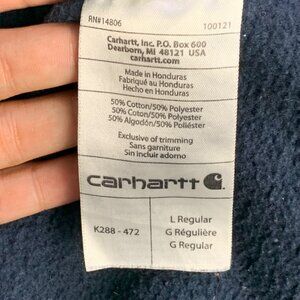 RN#14806 100121
Carhartt, Inc. P.O. Box 600
Dearborn, MI 48121 USA
carhartt.com
Made in Honduras
Fabriqué au Honduras
Hecho en Honduras
50% Cotton/50% Polyester
50% Coton/50% Polyester
50% Algodón/50% Poliéster
Exclusive of trimming
Sans garniture
Sin incluir adorno
carhartt
K288 - 472
L Regular
G Régulière
G Regular